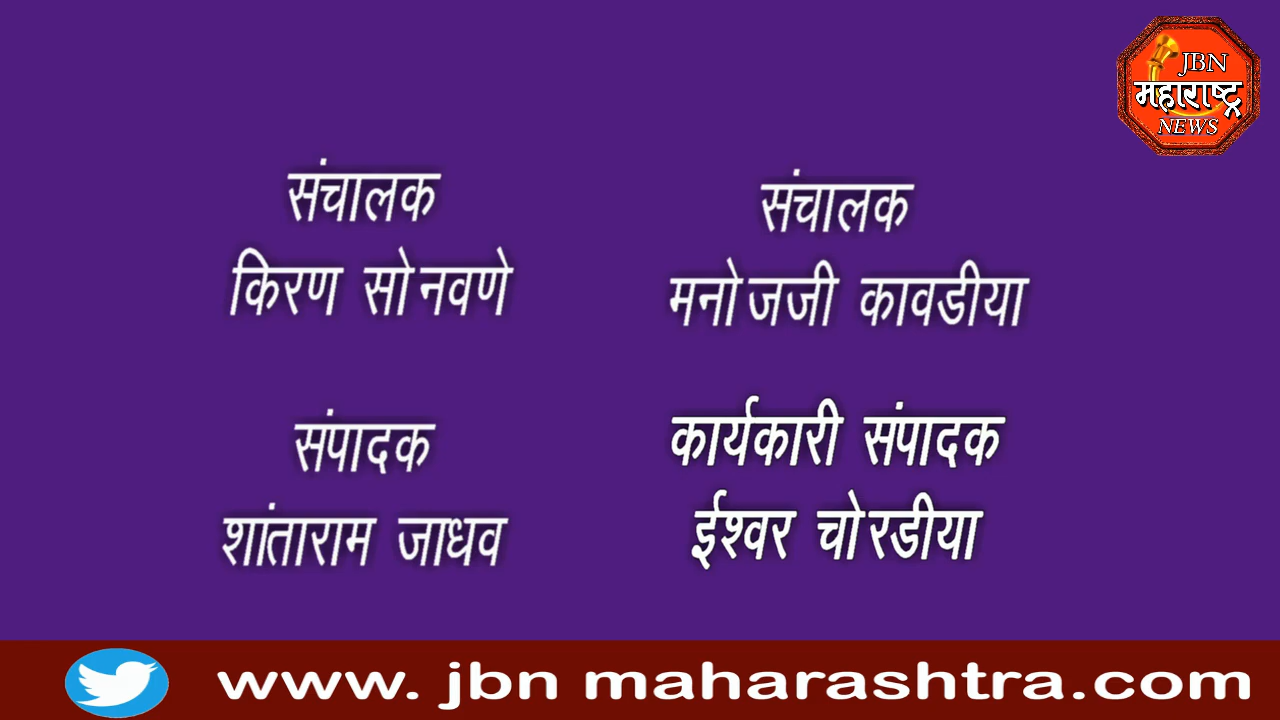 JBN
महाराष्ट्र
NEWS
संचालक
किरण सोनवणे
संचालक
मनोजजी कावडीया
संपादक
शांताराम जाधव
कार्यकारी संपादक
ईश्वर चोरडीया
www. jbn maharashtra.com